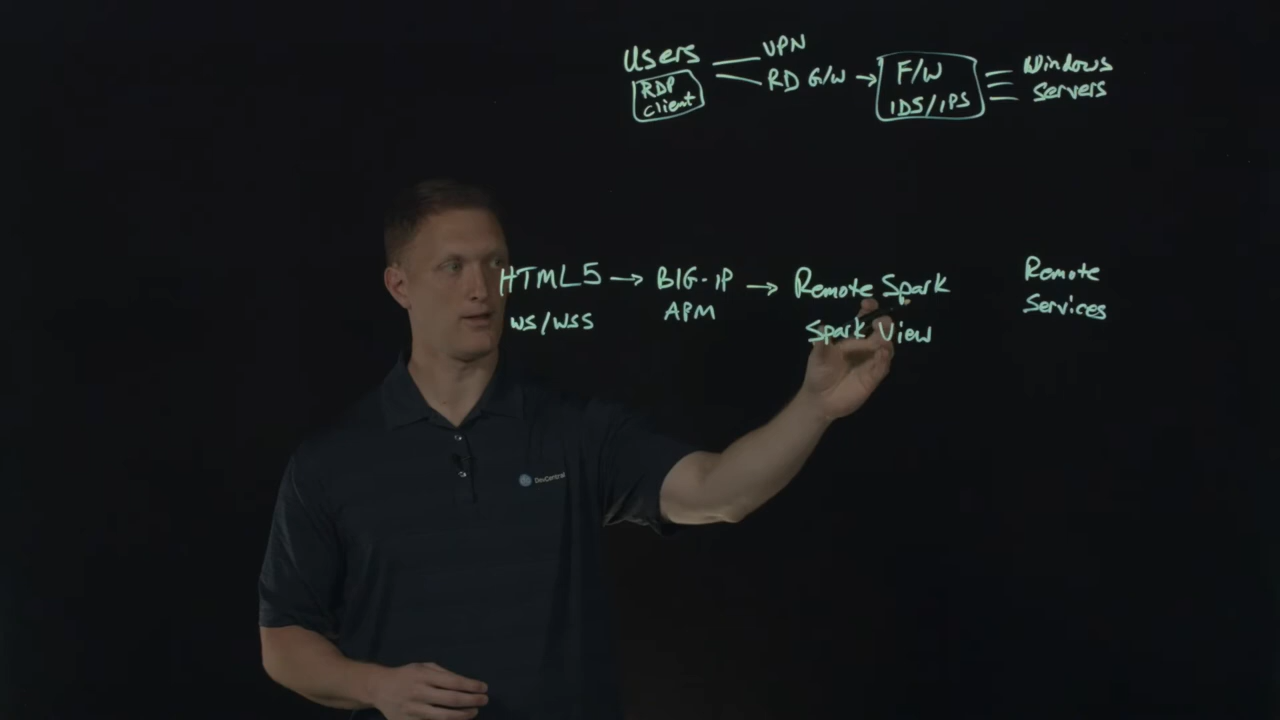 Users
RDP
client
VPN
RD G/W
F/W
IDS/IPS
Windows
Servers
HTML5
WS/WSS
BIG-IP
APM
Remote Spark
Spark View
Remote
Services
DevCentral